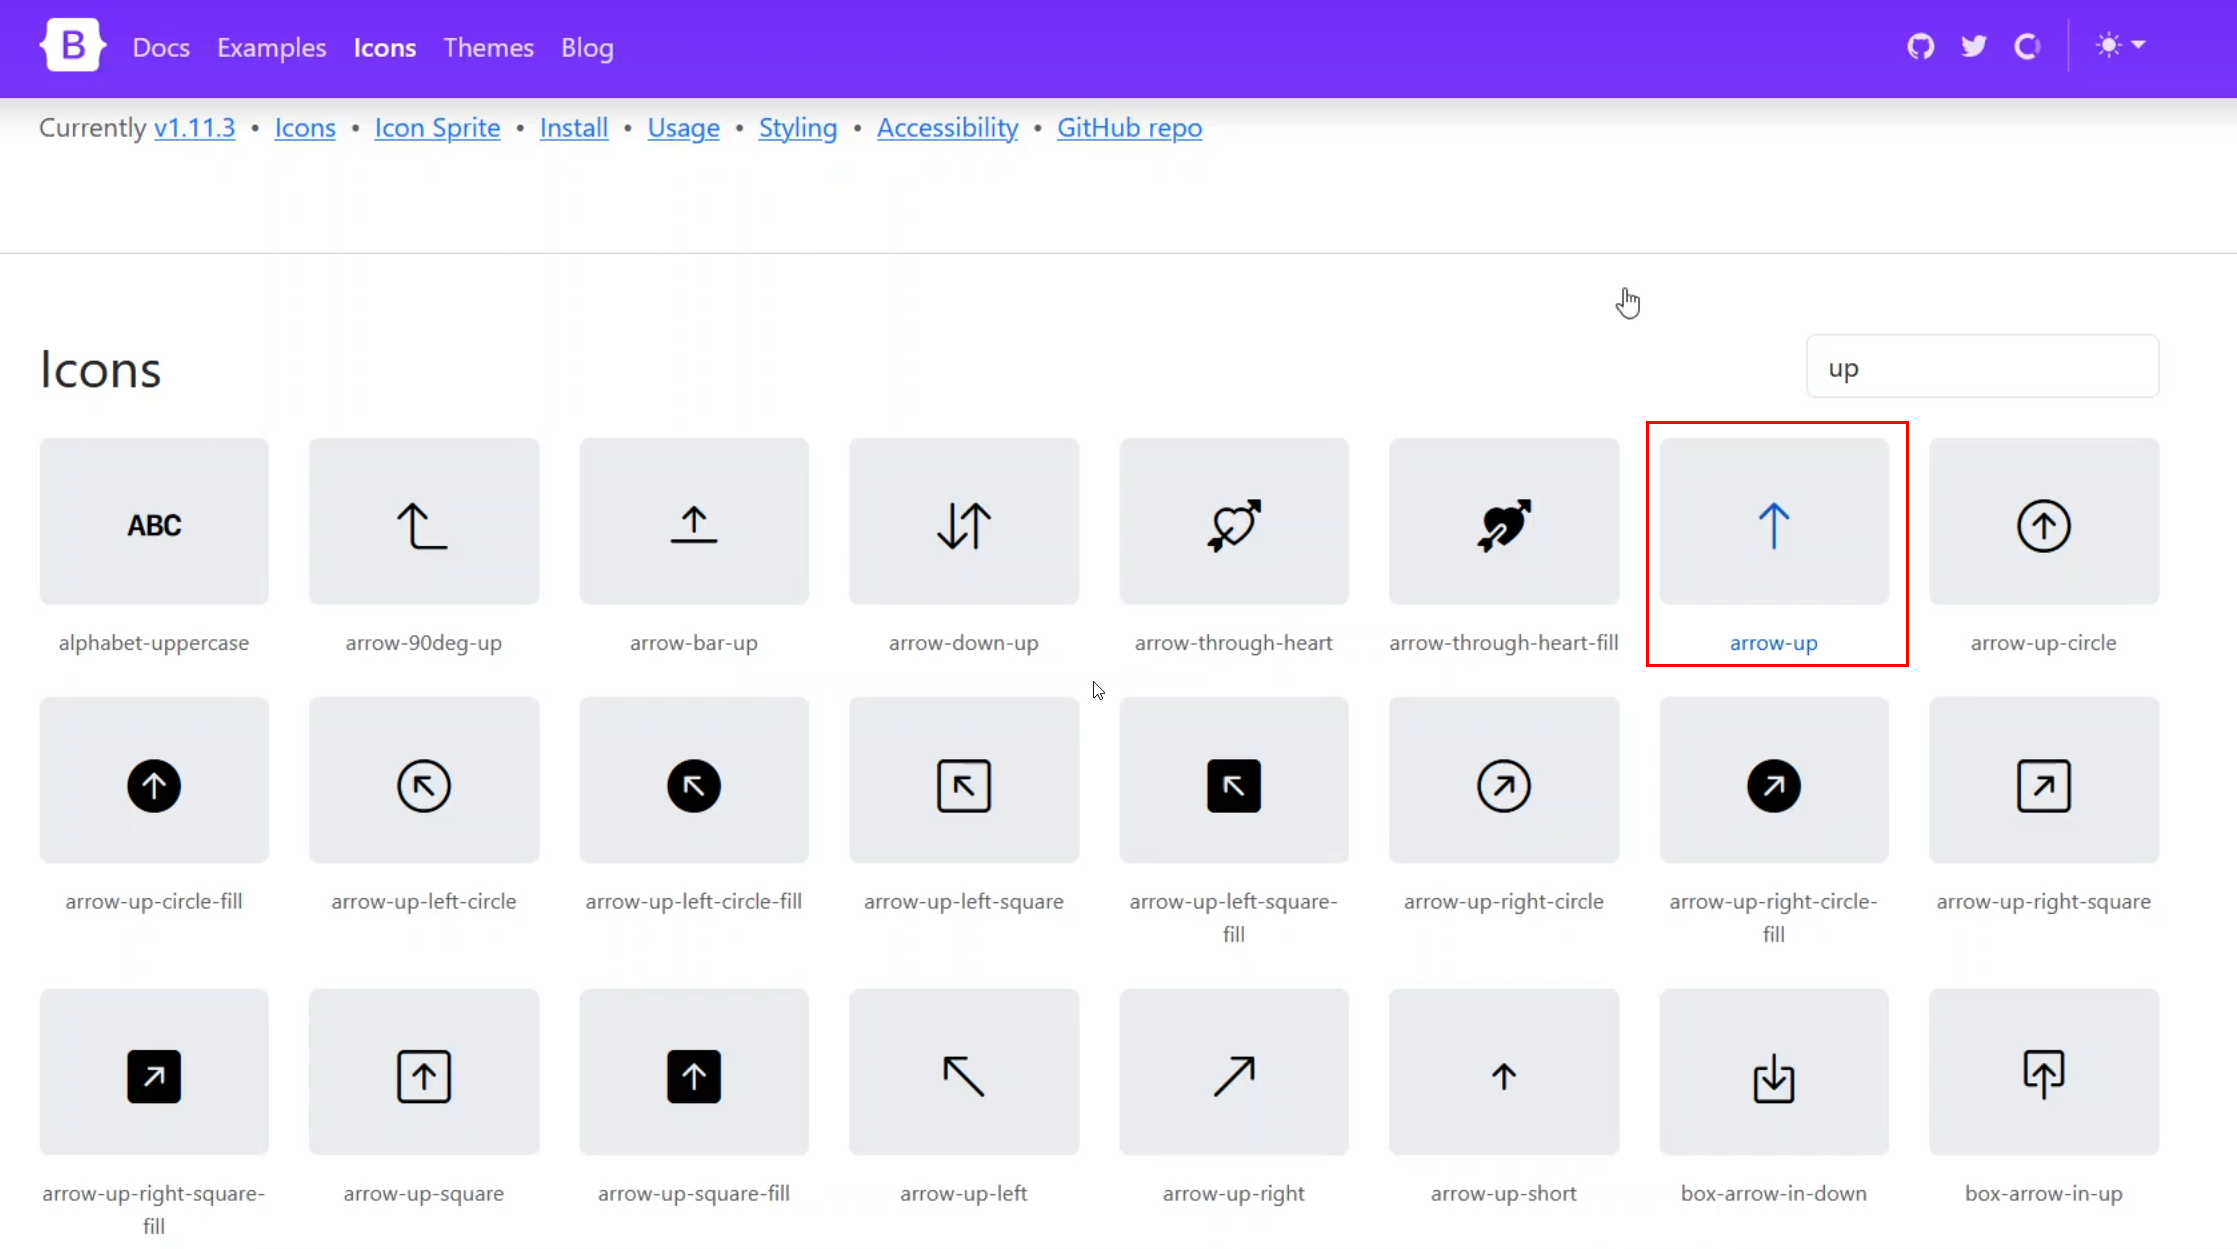 B Docs Examples Icons Themes Blog
Currently v1.11.3 • Icons • Icon Sprite • Install • Usage • Styling • Accessibility • GitHub repo
Icons
up
ABC
alphabet-uppercase arrow-90deg-up arrow-bar-up arrow-down-up arrow-through-heart arrow-through-heart-fill arrow-up arrow-up-circle
arrow-up-circle-fill arrow-up-left-circle arrow-up-left-circle-fill arrow-up-left-square arrow-up-left-square- arrow-up-right-circle arrow-up-right-circle- arrow-up-right-square
fill fill
arrow-up-right-square- arrow-up-square arrow-up-square-fill arrow-up-left arrow-up-right arrow-up-short box-arrow-in-down box-arrow-in-up
fill